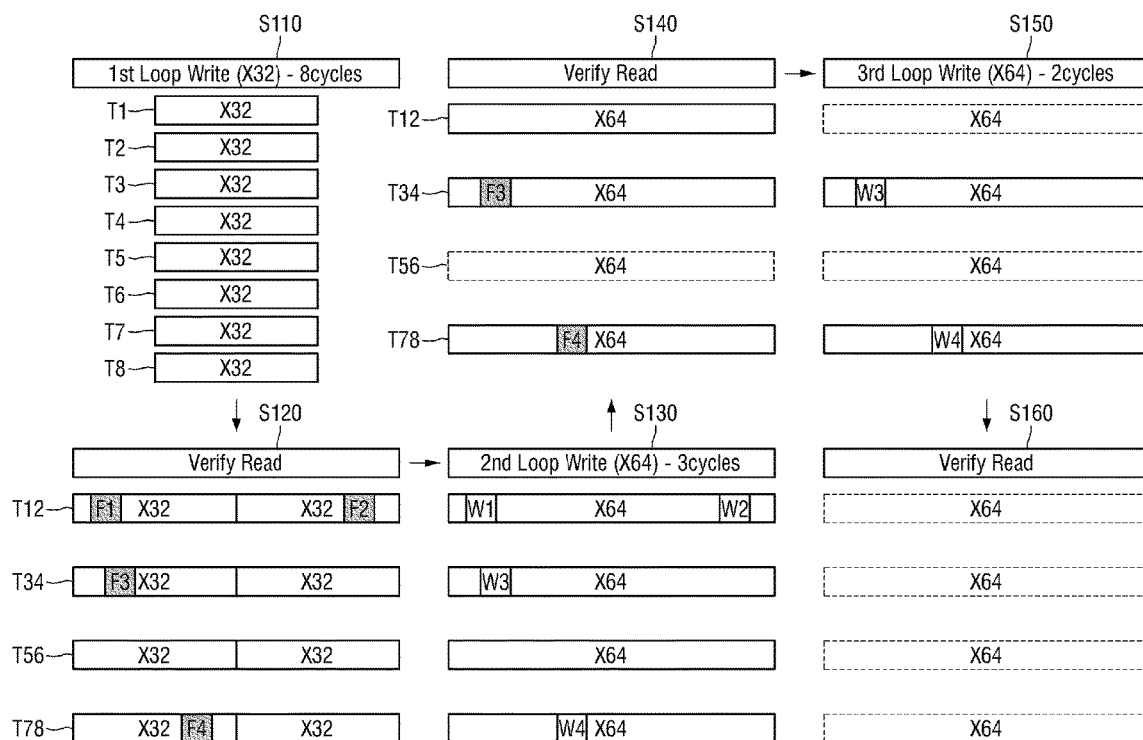 S110
1st Loop Write (X32) - 8cycles
T1 X32
T2 X32
T3 X32
T4 X32
T5 X32
T6 X32
T7 X32
T8 X32
S120
Verify Read
T12 F1 X32 X32 F2
T34 F3 X32 X32
T56 X32 X32
T78 X32 F4 X32
S130
2nd Loop Write (X64) - 3cycles
W1 X64 W2
W3 X64
X64
W4 X64
S140
Verify Read
T12 X64
T34 F3 X64
T56 X64
T78 F4 X64
S150
3rd Loop Write (X64) - 2cycles
X64
W3 X64
X64
W4 X64
S160
Verify Read
X64
X64
X64
X64